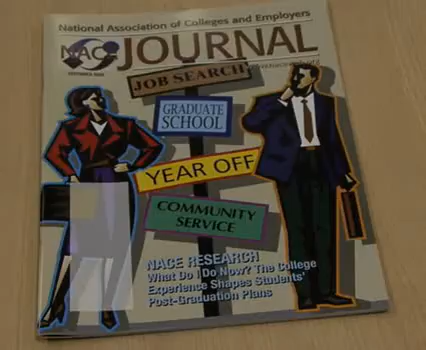 National Association of Colleges and Employers
NACE JOURNAL
JOB SEARCH
GRADUATE
SCHOOL
YEAR OFF
COMMUNITY
SERVICE
NACE RESEARCH
What Do I Do Now? The College
Experience Shapes Students'
Post-Graduation Plans